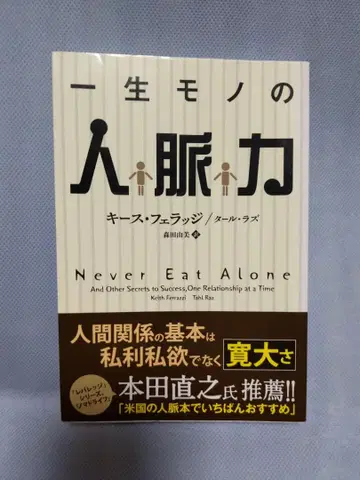 一生モノの
人脈力
キース・フェラッジ/タール・ラズ
森田由美 訳
Never Eat Alone
And Other Secrets to Success, One Relationship at a Time
Keith Ferrazzi Tahl Raz
人間関係の基本は
私利私欲でなく 寛大さ
「レバレッジ」
シリーズ、
本田直之氏 推薦!!
「米国の人脈本でいちばんおすすめ」